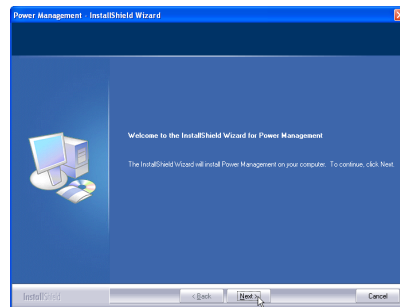 Power Management - InstallShield Wizard
Welcome to the InstallShield Wizard for Power Management
The InstallShield Wizard will install Power Management on your computer. To continue, click Next.
InstallShield
< Back
Next >
Cancel